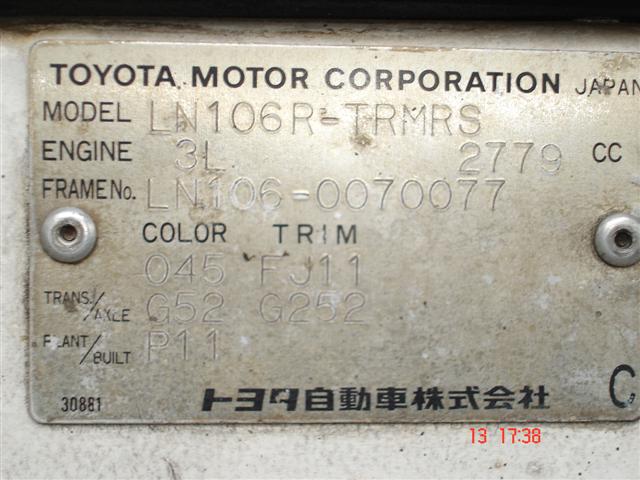 TOYOTA MOTOR CORPORATION JAPAN
MODEL LN106R-TRMRS
ENGINE 3L 2779 CC
FRAME No. LN106-0070077
COLOR TRIM
045 FJ11
TRANS./AXLE G52 G252
PLANT/BUILT P11
30881 トヨタ自動車株式会社 C
13 17:38